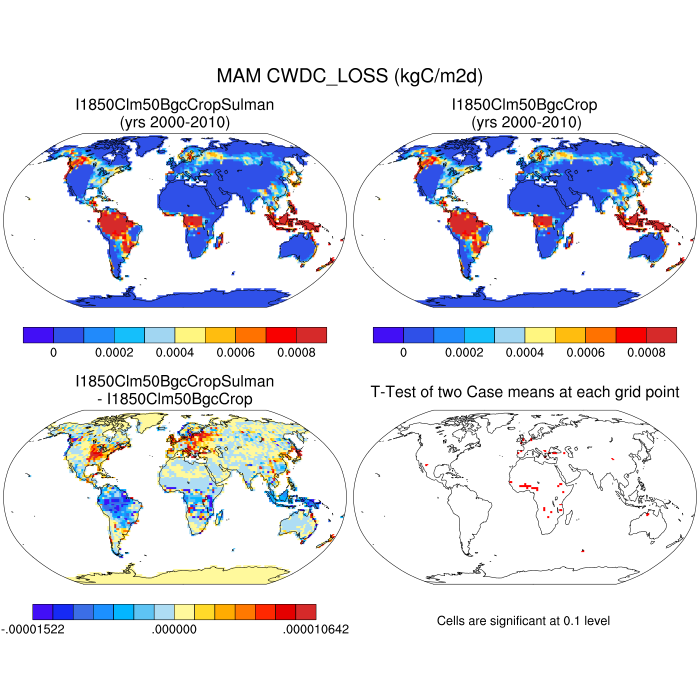 MAM CWDC_LOSS (kgC/m2d)
I1850Clm50BgcCropSulman
(yrs 2000-2010)
I1850Clm50BgcCrop
(yrs 2000-2010)
0 0.0002 0.0004 0.0006 0.0008
0 0.0002 0.0004 0.0006 0.0008
I1850Clm50BgcCropSulman
- I1850Clm50BgcCrop
T-Test of two Case means at each grid point
-.00001522 .000000 .000010642
Cells are significant at 0.1 level